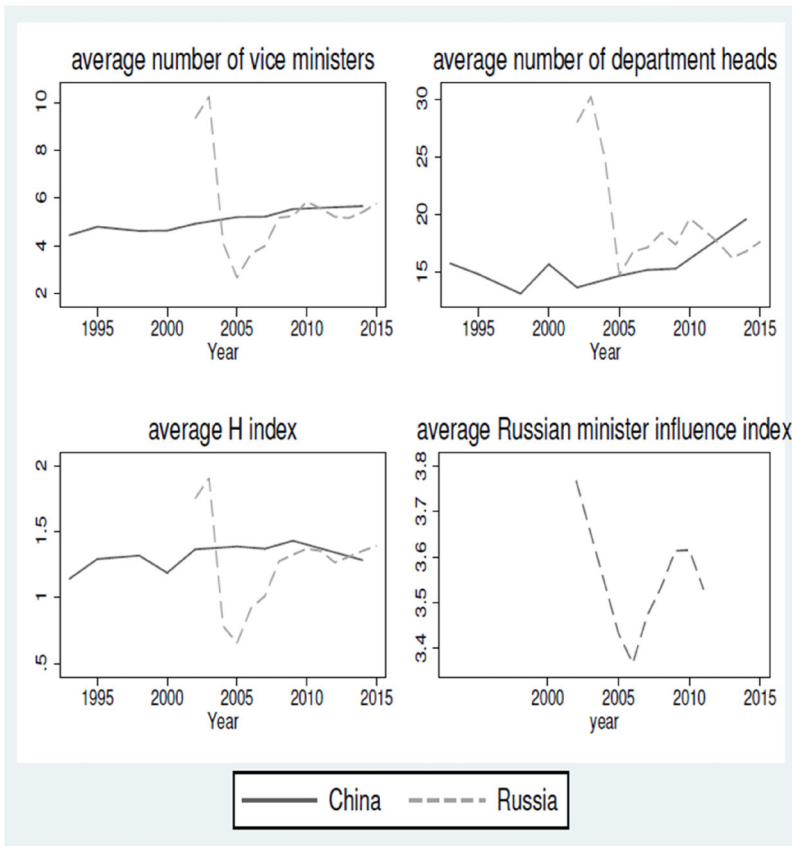 average number of vice ministers
10
8
6
4
2
1995 2000 2005 2010 2015
Year
average number of department heads
30
25
20
15
1995 2000 2005 2010 2015
Year
average H index
2
1.5
1
.5
1995 2000 2005 2010 2015
Year
average Russian minister influence index
3.8
3.7
3.6
3.5
3.4
2000 2005 2010 2015
year
China Russia